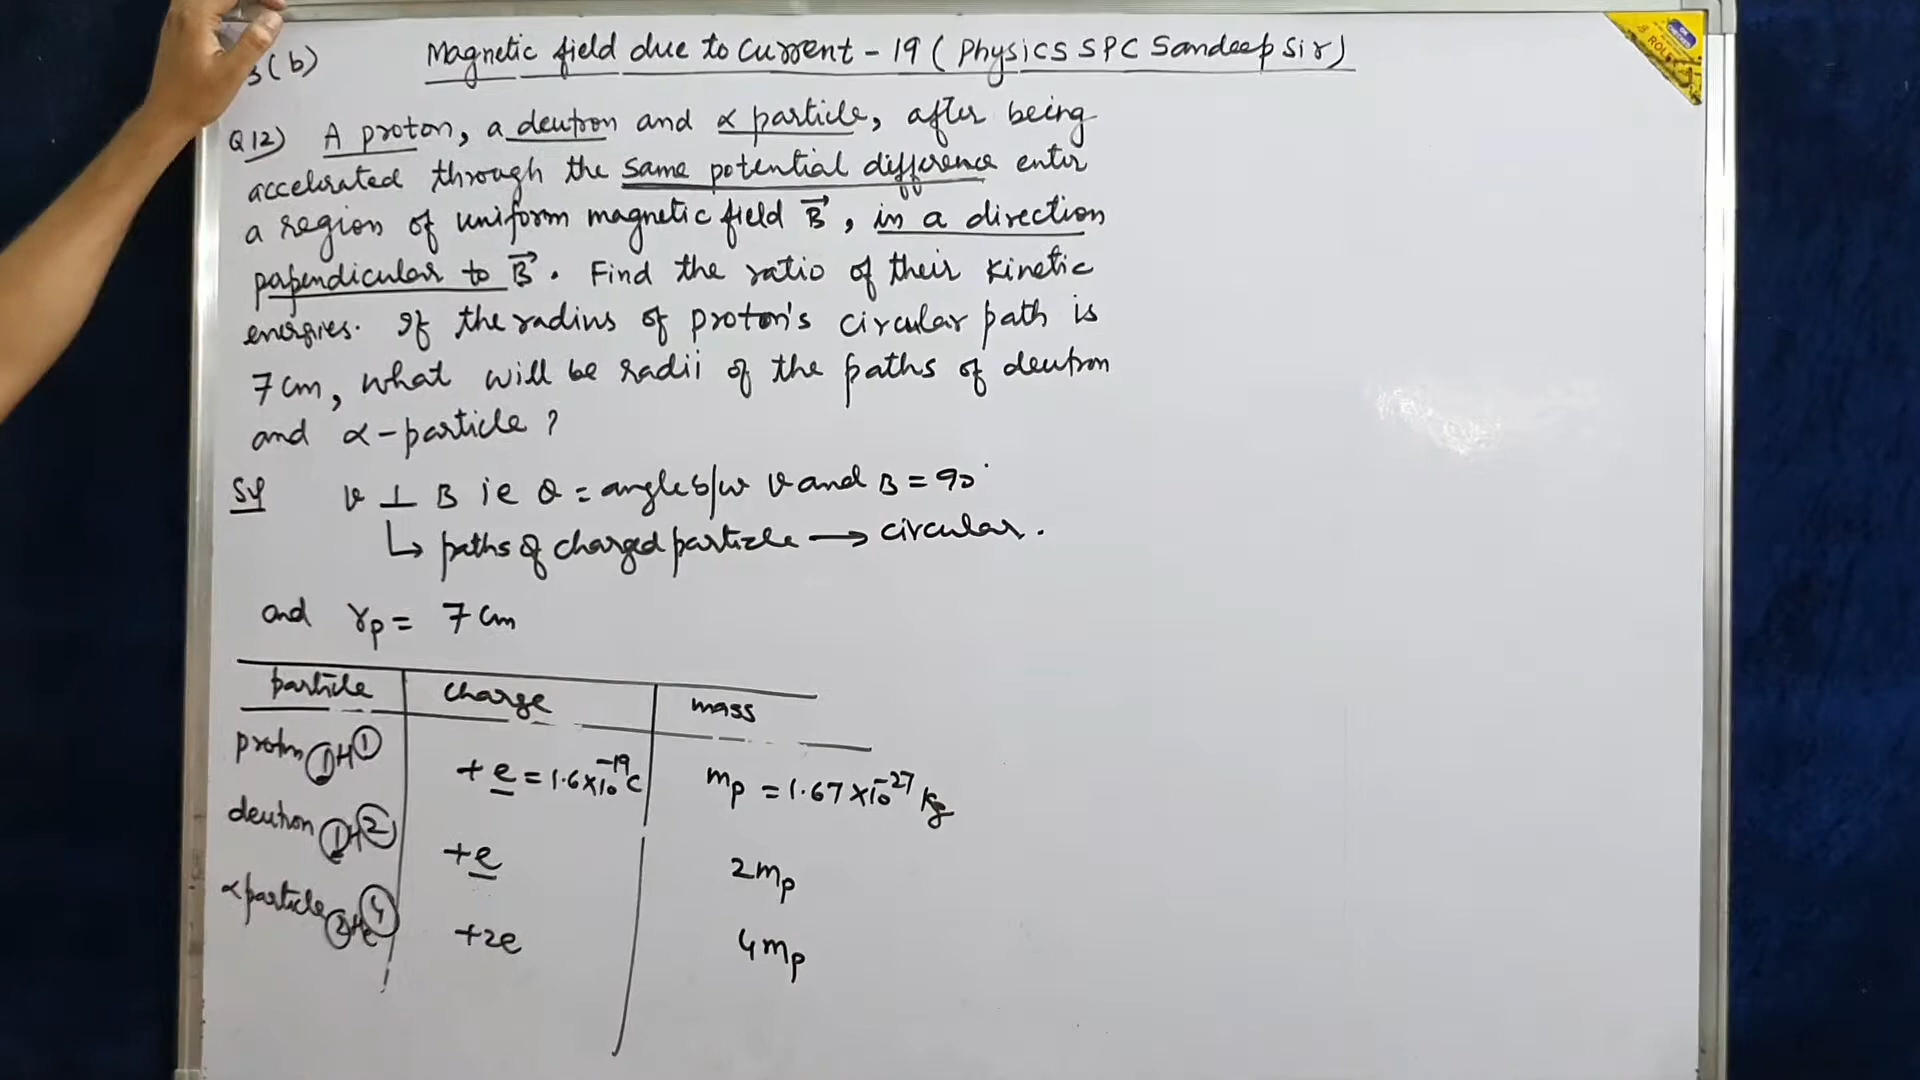 3(b) Magnetic field due to Current - 19 ( Physics SPC Sandeep Sir)
Q12) A proton, a deutron and α particle, after being
accelerated through the same potential difference enter
a region of uniform magnetic field B⃗, in a direction
papendicular to B⃗. Find the ratio of their Kinetic
energies. If the radius of proton's circular path is
7 cm, what will be radii of the paths of deutron
and α-particle ?
Sol v ⊥ B ie θ = angle b/w v and B = 90°
↳ paths of charged particle → circular.
and rp = 7 cm
particle charge mass
proton 1H1 +e = 1.6×10^-19 C mp = 1.67×10^-27 kg
deutron 1H2 +e 2mp
α particle 2He4 +2e 4mp